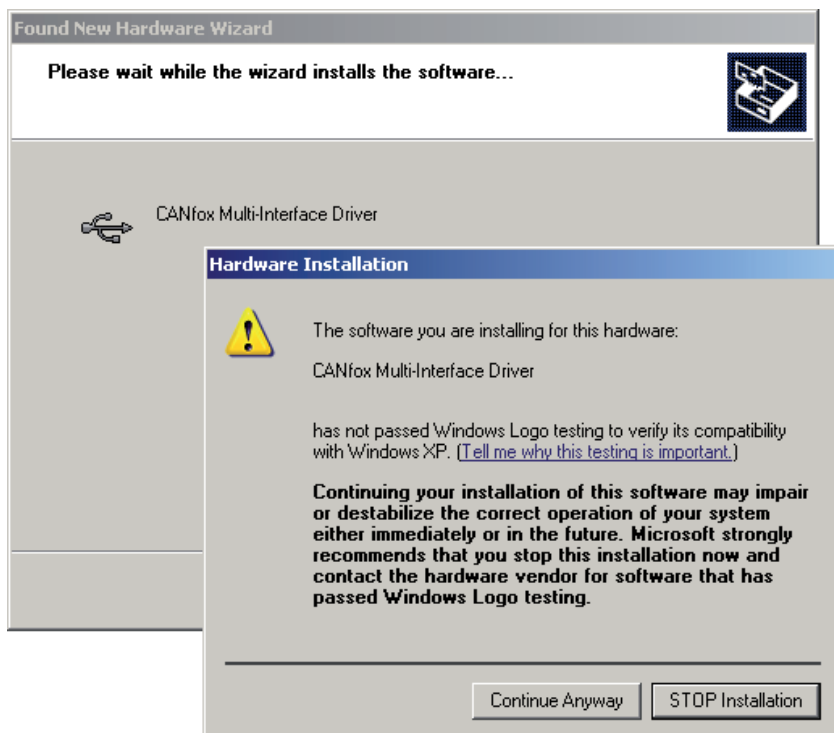 Found New Hardware Wizard
Please wait while the wizard installs the software...
CANfox Multi-Interface Driver
Hardware Installation
The software you are installing for this hardware:
CANfox Multi-Interface Driver
has not passed Windows Logo testing to verify its compatibility
with Windows XP. (Tell me why this testing is important.)
Continuing your installation of this software may impair
or destabilize the correct operation of your system
either immediately or in the future. Microsoft strongly
recommends that you stop this installation now and
contact the hardware vendor for software that has
passed Windows Logo testing.
Continue Anyway
STOP Installation